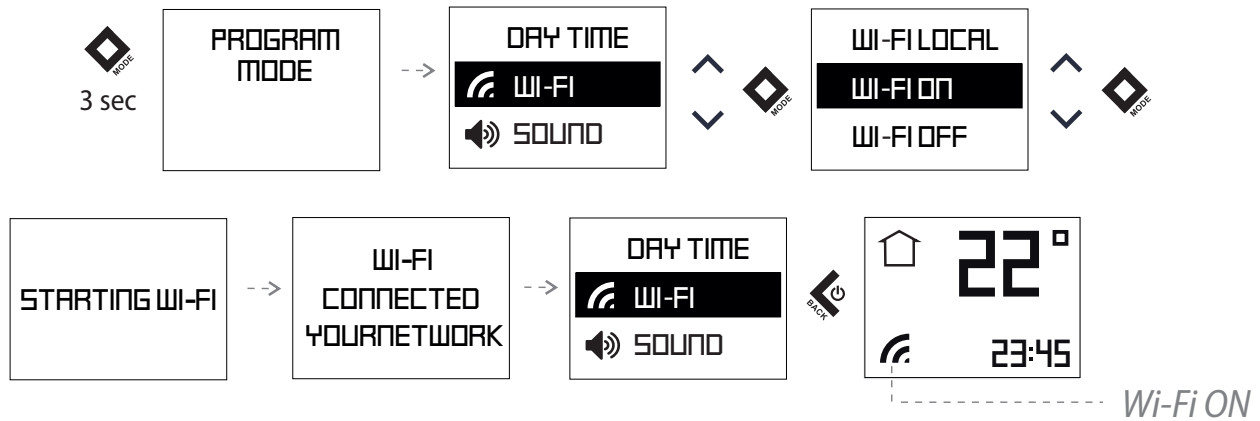 MODE
3 sec
PROGRAM
MODE
DAY TIME
WI-FI
SOUND
MODE
WI-FI LOCAL
WI-FI ON
WI-FI OFF
MODE
STARTING WI-FI
WI-FI
CONNECTED
YOURNETWORK
DAY TIME
WI-FI
SOUND
BACK
22°
23:45
Wi-Fi ON